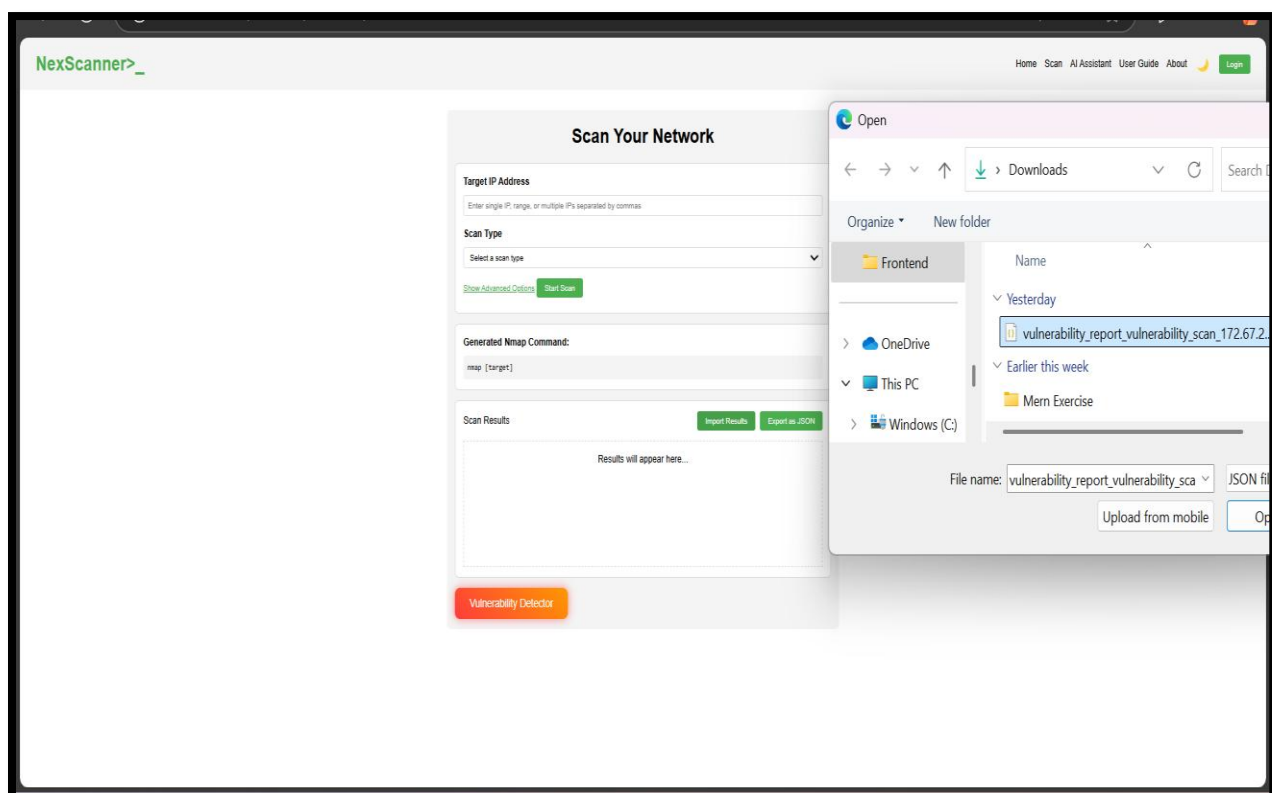 NexScanner>_
Home Scan AI Assistant User Guide About Login
Scan Your Network
Target IP Address
Enter single IP, range, or multiple IPs separated by commas
Scan Type
Select a scan type
Show Advanced Options Start Scan
Generated Nmap Command:
nmap [target]
Scan Results Import Results Export as JSON
Results will appear here...
Vulnerability Detector
Open
Downloads Search
Organize New folder
Frontend
OneDrive
This PC
Windows (C:)
Name
Yesterday
vulnerability_report_vulnerability_scan_172.67.2...
Earlier this week
Mern Exercise
File name: vulnerability_report_vulnerability_sca JSON fil
Upload from mobile Op